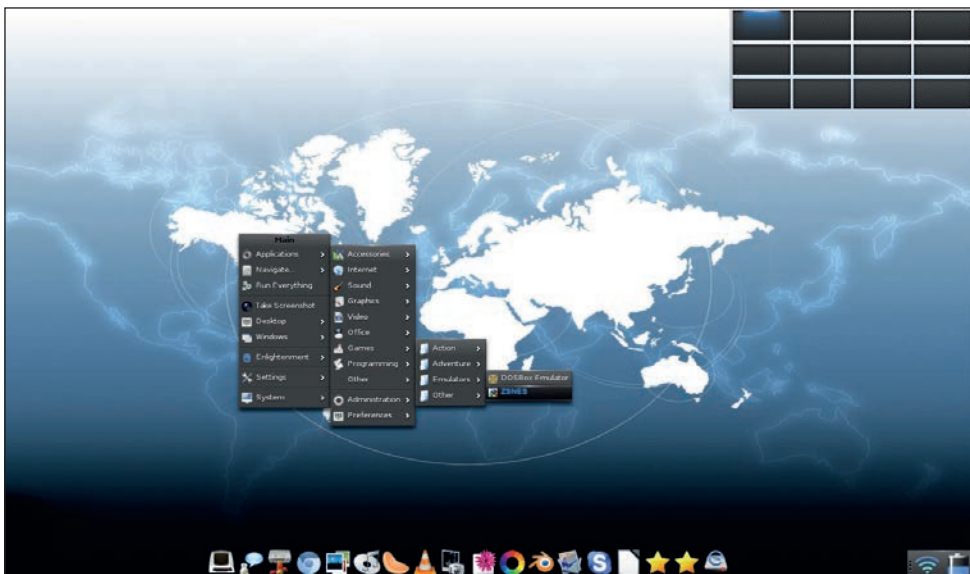 Main
Applications
Navigate...
Run Everything
Take Screenshot
Desktop
Windows
Enlightenment
Settings
System
Accessories
Internet
Sound
Graphics
Video
Office
Games
Programming
Other
Administration
Preferences
Action
Adventure
Emulators
Other
DOSBox Emulator
ZSNES